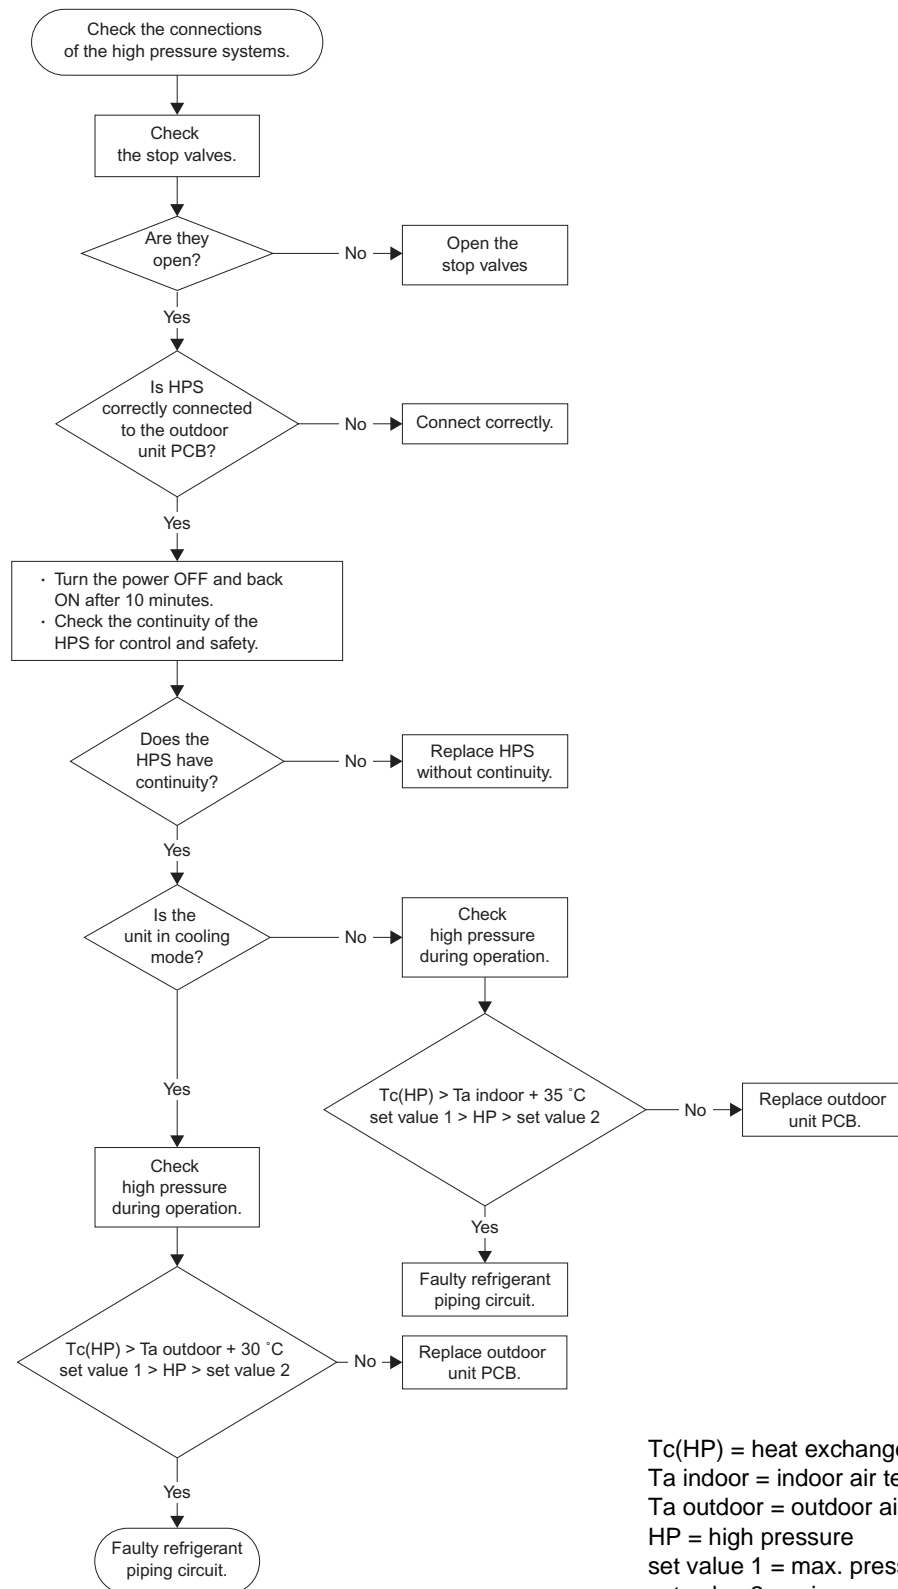 Check the connections
of the high pressure systems.
Check
the stop valves.
Are they
open?
No
Open the
stop valves
Yes
Is HPS
correctly connected
to the outdoor
unit PCB?
No
Connect correctly.
Yes
· Turn the power OFF and back
ON after 10 minutes.
· Check the continuity of the
HPS for control and safety.
Does the
HPS have
continuity?
No
Replace HPS
without continuity.
Yes
Is the
unit in cooling
mode?
No
Check
high pressure
during operation.
Tc(HP) > Ta indoor + 35 ˚C
set value 1 > HP > set value 2
No
Replace outdoor
unit PCB.
Yes
Faulty refrigerant
piping circuit.
Yes
Check
high pressure
during operation.
Tc(HP) > Ta outdoor + 30 ˚C
set value 1 > HP > set value 2
No
Replace outdoor
unit PCB.
Yes
Faulty refrigerant
piping circuit.
Tc(HP) = heat exchange
Ta indoor = indoor air te
Ta outdoor = outdoor ai
HP = high pressure
set value 1 = max. press